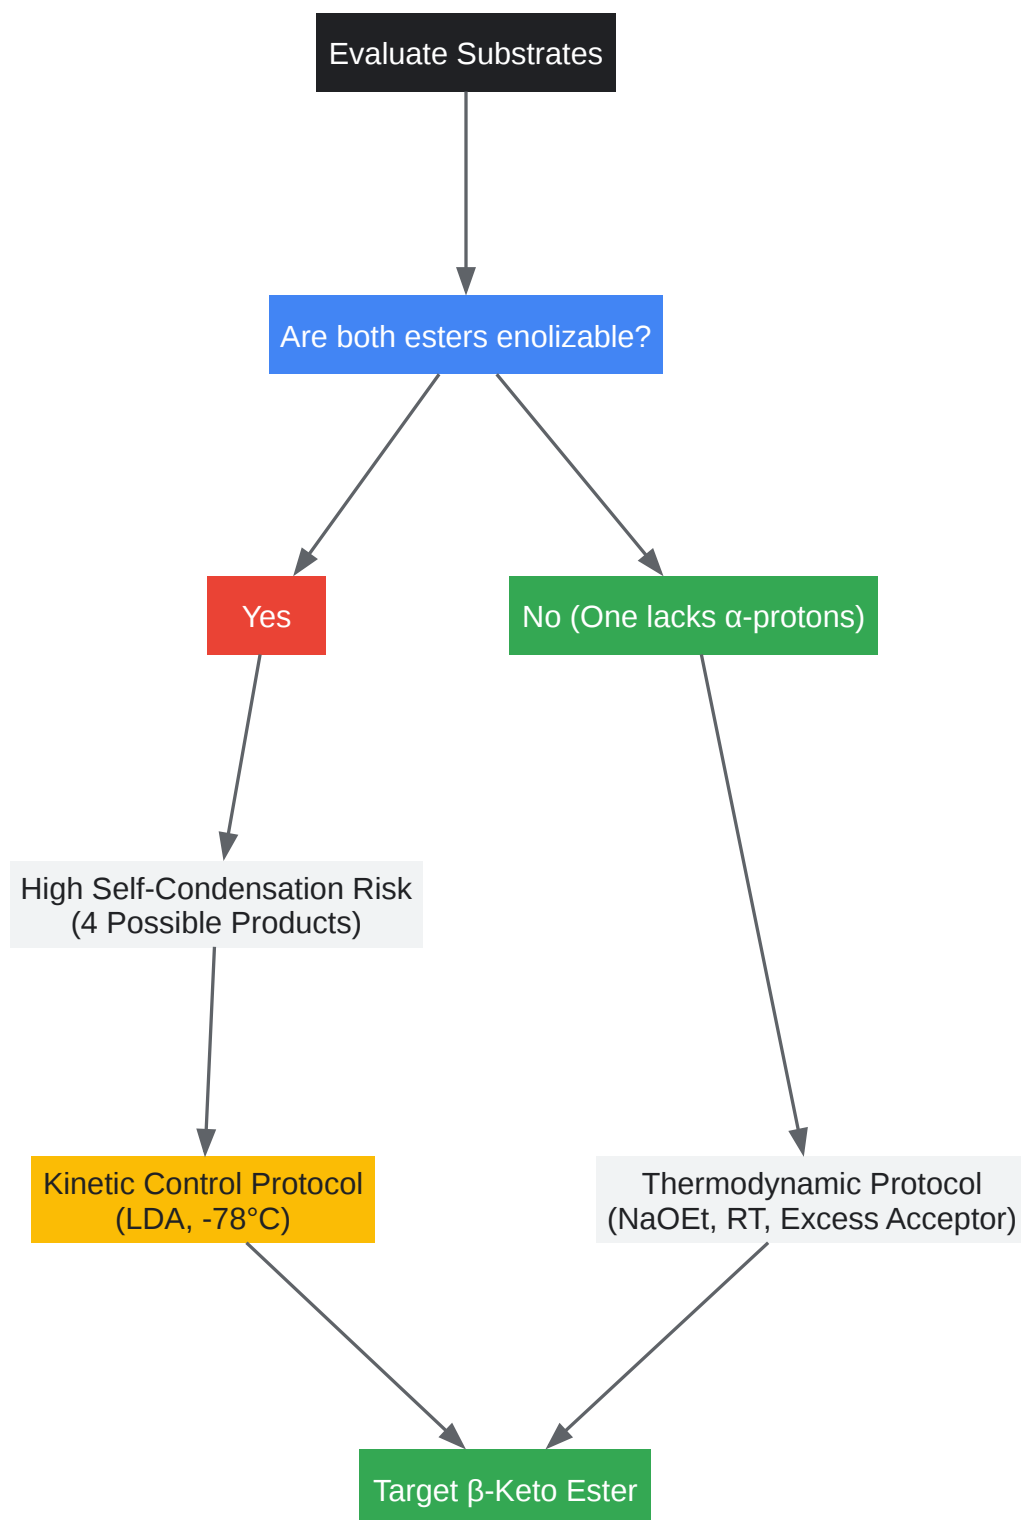 Evaluate Substrates
Are both esters enolizable?
Yes
No (One lacks α-protons)
High Self-Condensation Risk
(4 Possible Products)
Kinetic Control Protocol
(LDA, -78°C)
Thermodynamic Protocol
(NaOEt, RT, Excess Acceptor)
Target β-Keto Ester